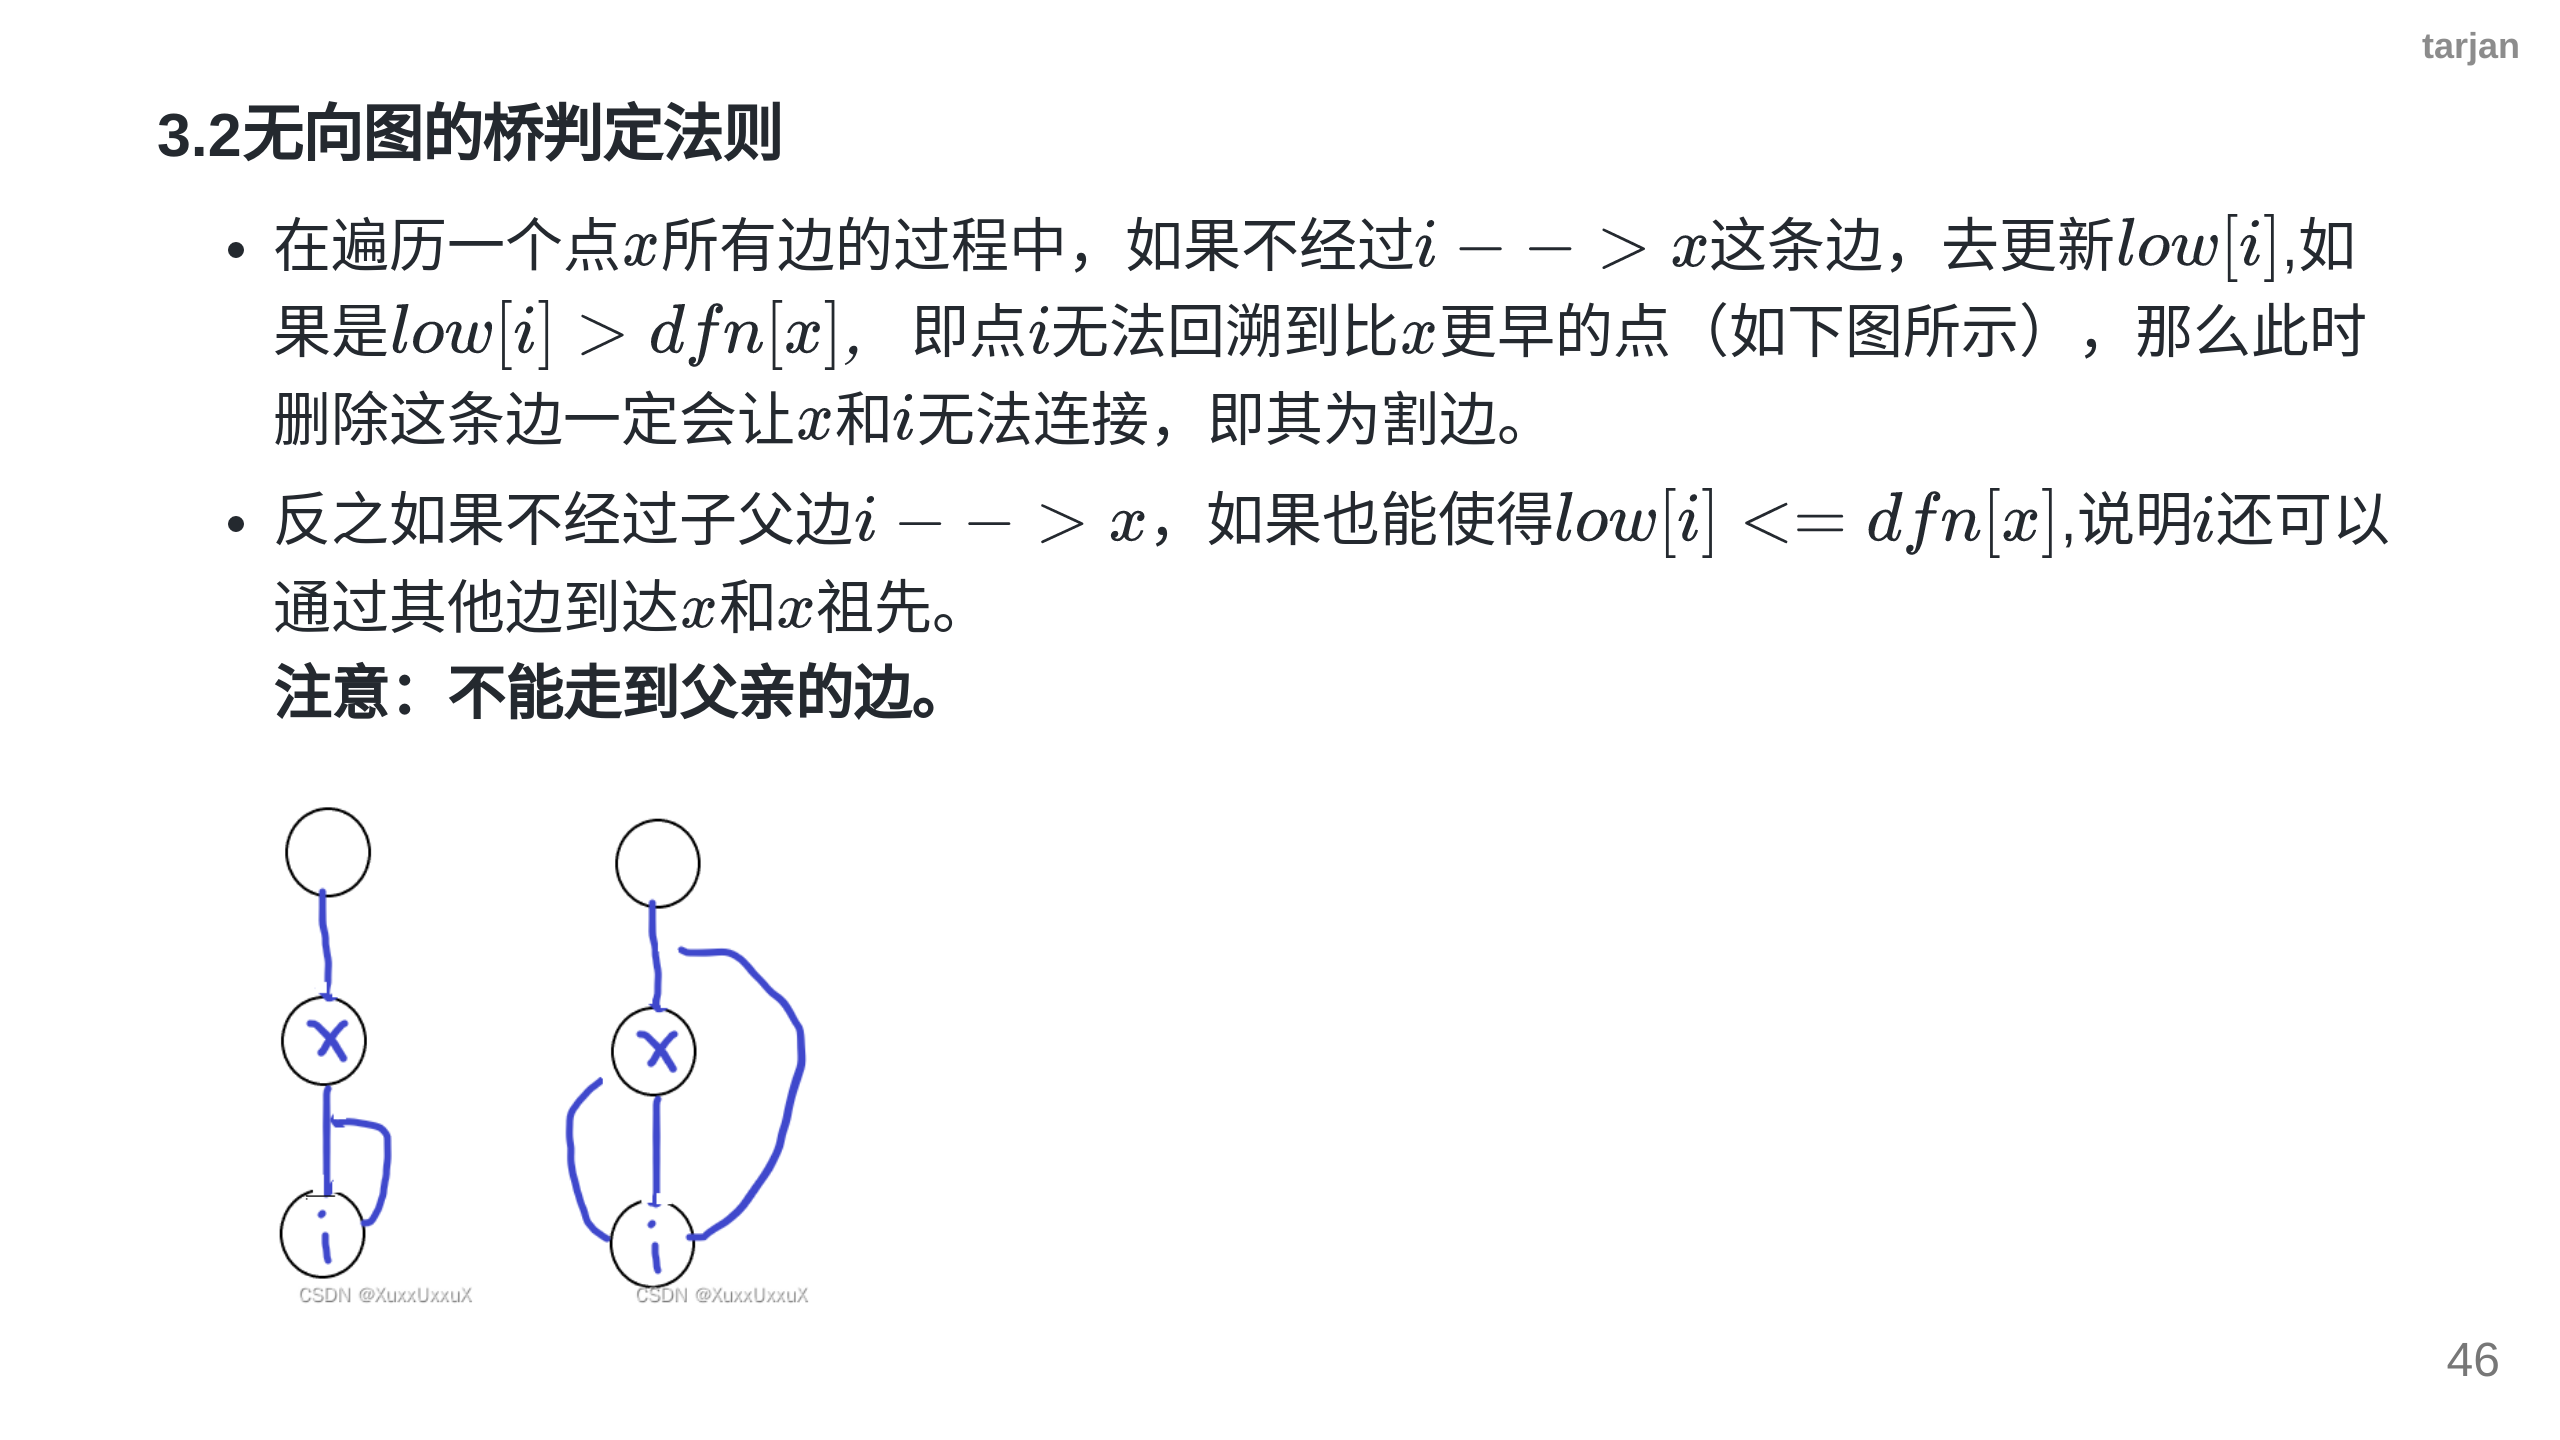 tarjan
3.2无向图的桥判定法则
在遍历一个点x所有边的过程中，如果不经过i − − > x这条边，去更新low[i],如
果是low[i] > dfn[x]， 即点i无法回溯到比x更早的点（如下图所示），那么此时
删除这条边一定会让x和i无法连接，即其为割边。
反之如果不经过子父边i − − > x，如果也能使得low[i] <= dfn[x],说明i还可以
通过其他边到达x和x祖先。
注意：不能走到父亲的边。
x x
i i
CSDN @XuxxUxxuX CSDN @XuxxUxxuX
46